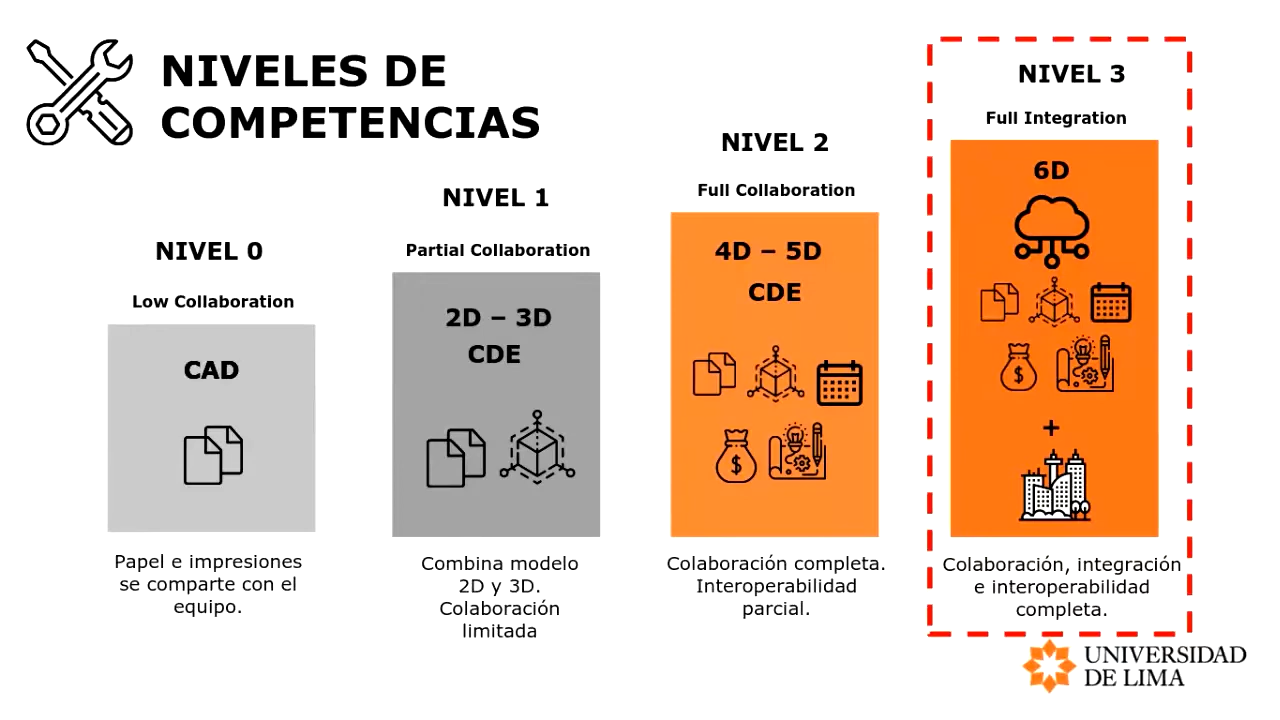 NIVELES DE
COMPETENCIAS
NIVEL 0
Low Collaboration
CAD
Papel e impresiones
se comparte con el
equipo.
NIVEL 1
Partial Collaboration
2D – 3D
CDE
Combina modelo
2D y 3D.
Colaboración
limitada
NIVEL 2
Full Collaboration
4D – 5D
CDE
$
Colaboración completa.
Interoperabilidad
parcial.
NIVEL 3
Full Integration
6D
$
+
Colaboración, integración
e interoperabilidad
completa.
UNIVERSIDAD
DE LIMA